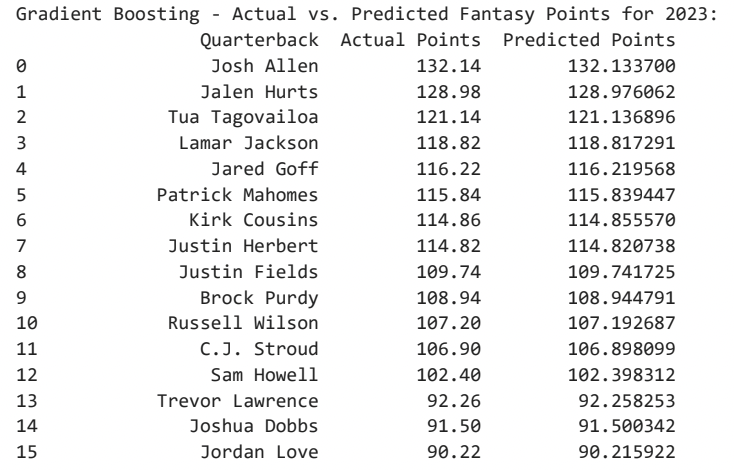 Gradient Boosting - Actual vs. Predicted Fantasy Points for 2023:
Quarterback Actual Points Predicted Points
0 Josh Allen 132.14 132.133700
1 Jalen Hurts 128.98 128.976062
2 Tua Tagovailoa 121.14 121.136896
3 Lamar Jackson 118.82 118.817291
4 Jared Goff 116.22 116.219568
5 Patrick Mahomes 115.84 115.839447
6 Kirk Cousins 114.86 114.855570
7 Justin Herbert 114.82 114.820738
8 Justin Fields 109.74 109.741725
9 Brock Purdy 108.94 108.944791
10 Russell Wilson 107.20 107.192687
11 C.J. Stroud 106.90 106.898099
12 Sam Howell 102.40 102.398312
13 Trevor Lawrence 92.26 92.258253
14 Joshua Dobbs 91.50 91.500342
15 Jordan Love 90.22 90.215922